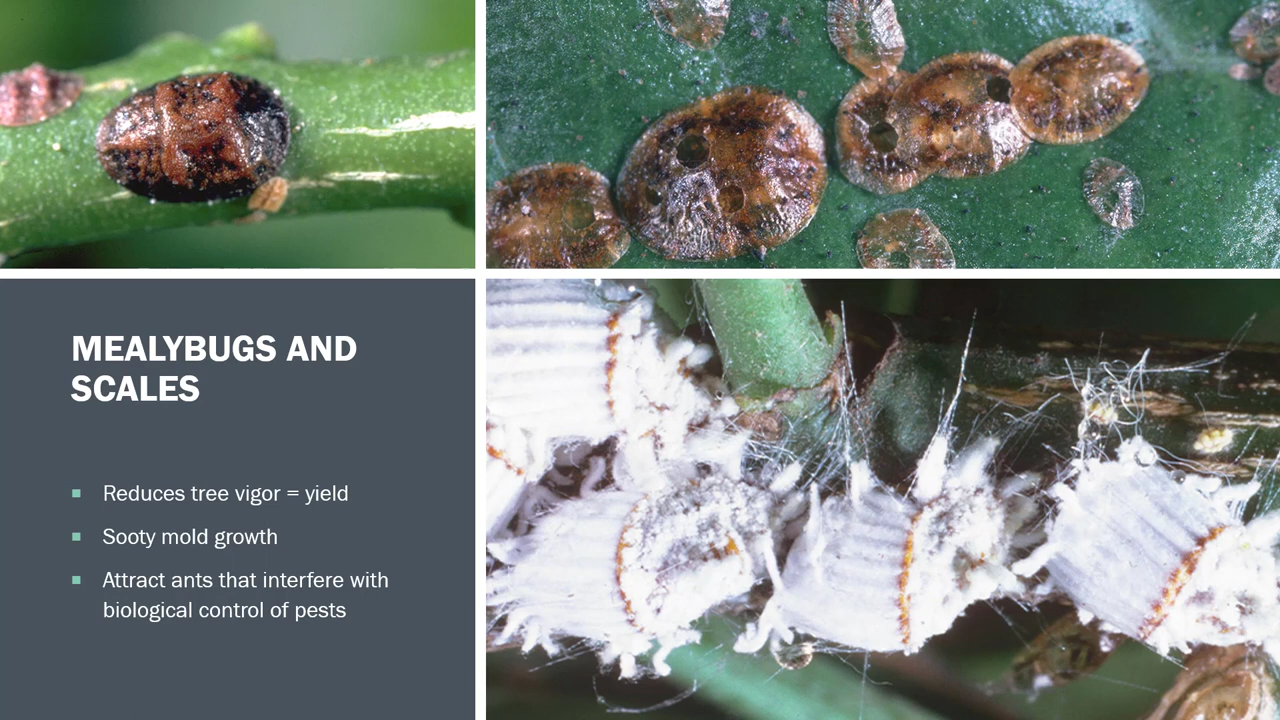 MEALYBUGS AND
SCALES
Reduces tree vigor = yield
Sooty mold growth
Attract ants that interfere with
biological control of pests